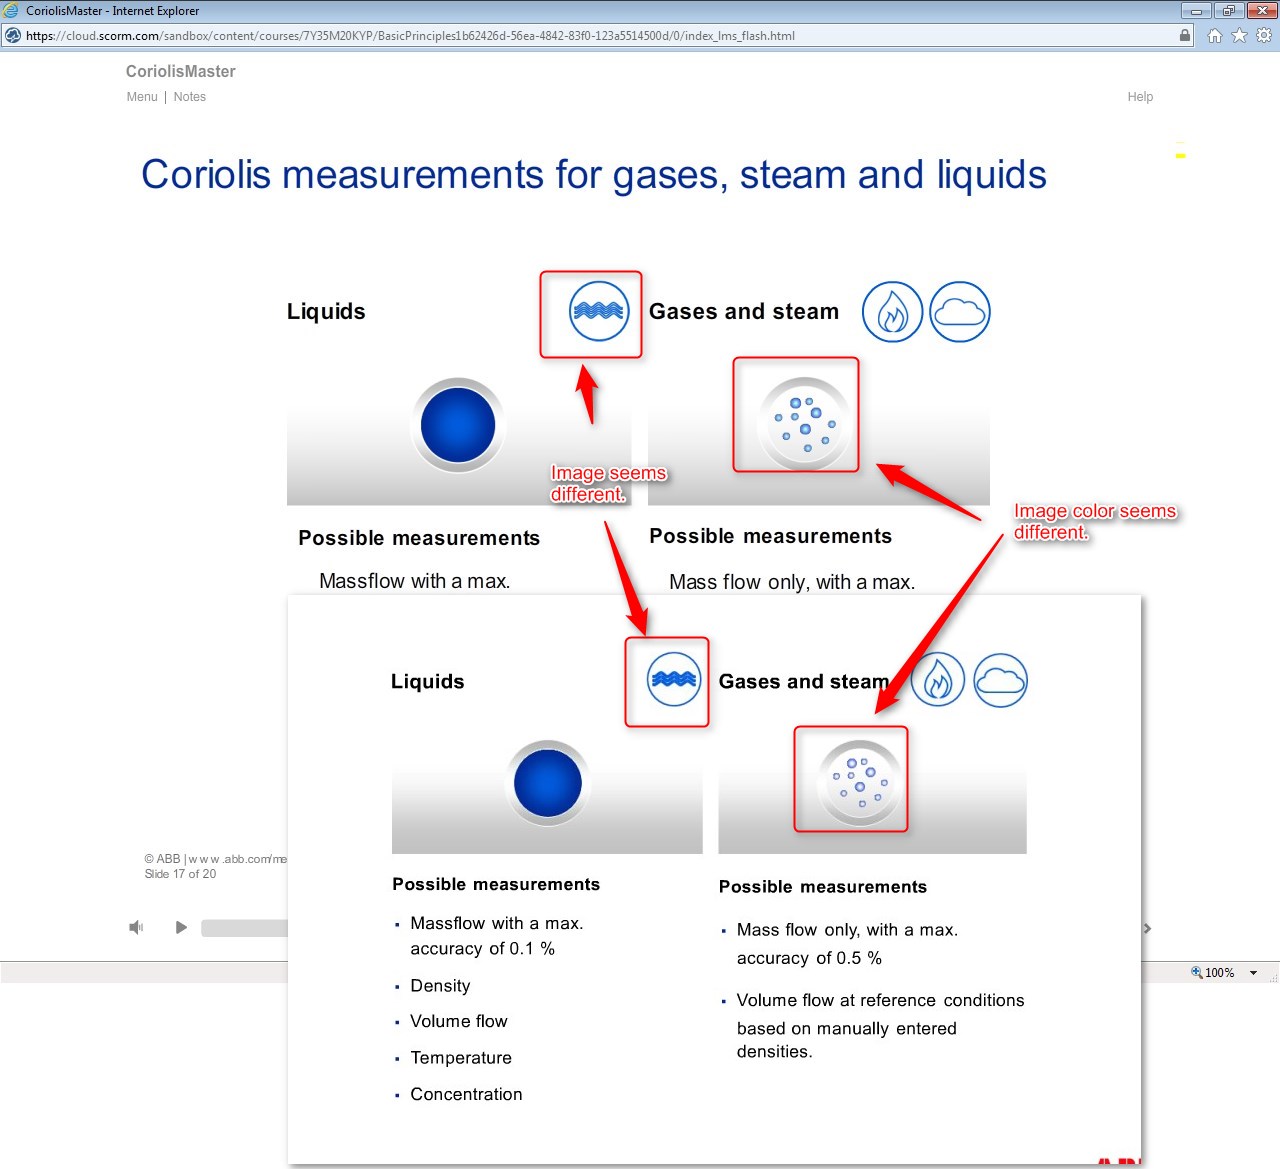 CoriolisMaster - Internet Explorer
https://cloud.scorm.com/sandbox/content/courses/7Y35M20KYP/BasicPrinciples1b62426d-56ea-4842-83f0-123a5514500d/0/index_lms_flash.html
CoriolisMaster
Menu | Notes
Help
Coriolis measurements for gases, steam and liquids
Liquids
Gases and steam
Image seems
different.
Image color seems
different.
Possible measurements
Possible measurements
Massflow with a max.
Mass flow only, with a max.
Liquids
Gases and steam
© ABB | www.abb.com/me
Slide 17 of 20
Possible measurements
▪ Massflow with a max.
accuracy of 0.1 %
▪ Density
▪ Volume flow
▪ Temperature
▪ Concentration
Possible measurements
▪ Mass flow only, with a max.
accuracy of 0.5 %
▪ Volume flow at reference conditions
based on manually entered
densities.
100%